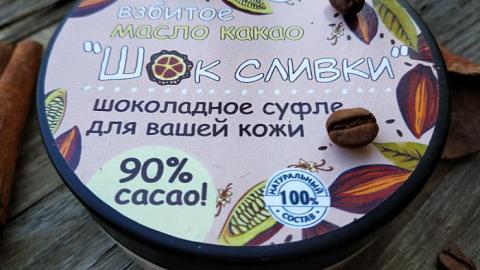 взбитое
масло какао
"Шок сливки"
шоколадное суфле
для вашей кожи
90%
cacao!
НАТУРАЛЬНЫЙ
100%
СОСТАВ